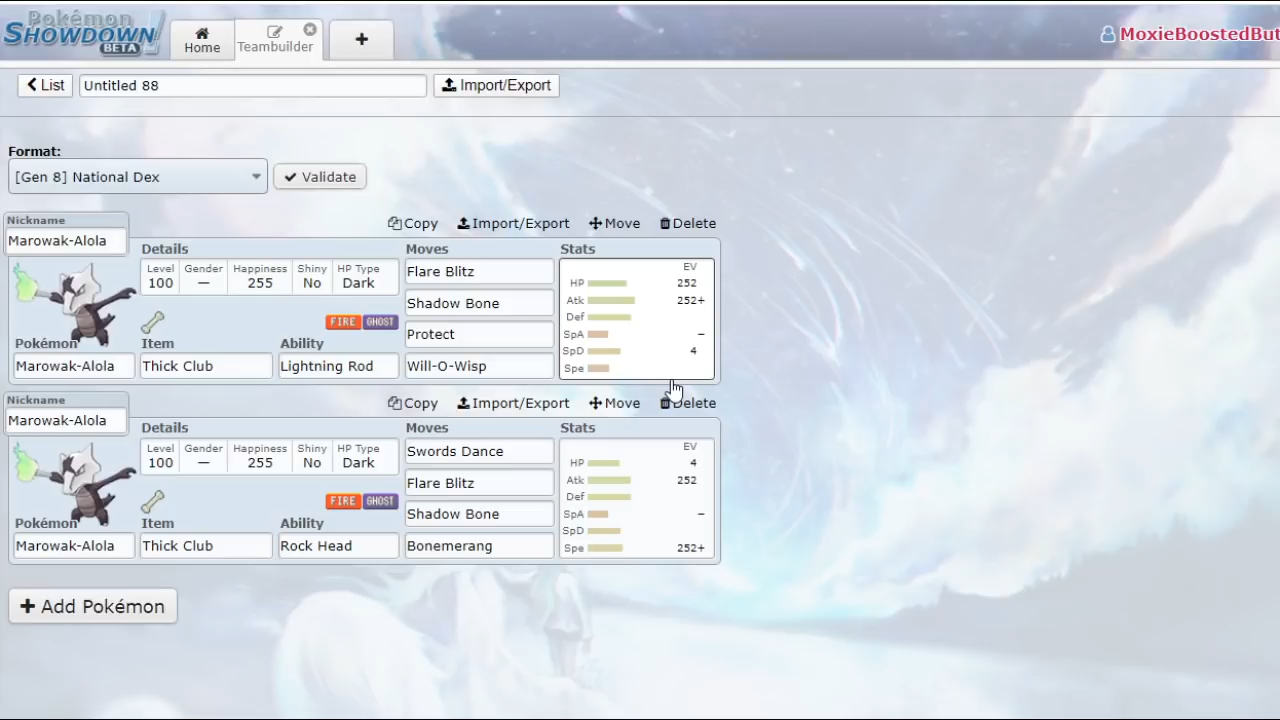 Pokémon
SHOWDOWN!
BETA
Home
Teambuilder
+
MoxieBoostedBut
List
Untitled 88
Import/Export
Format:
[Gen 8] National Dex
Validate
Copy Import/Export Move Delete
Nickname
Marowak-Alola
Details
Level Gender Happiness Shiny HP Type
100 — 255 No Dark
FIRE GHOST
Pokémon Item Ability
Marowak-Alola Thick Club Lightning Rod
Moves
Flare Blitz
Shadow Bone
Protect
Will-O-Wisp
Stats
EV
HP 252
Atk 252+
Def
SpA –
SpD 4
Spe
Copy Import/Export Move Delete
Nickname
Marowak-Alola
Details
Level Gender Happiness Shiny HP Type
100 — 255 No Dark
FIRE GHOST
Pokémon Item Ability
Marowak-Alola Thick Club Rock Head
Moves
Swords Dance
Flare Blitz
Shadow Bone
Bonemerang
Stats
EV
HP 4
Atk 252
Def
SpA –
SpD
Spe 252+
+ Add Pokémon